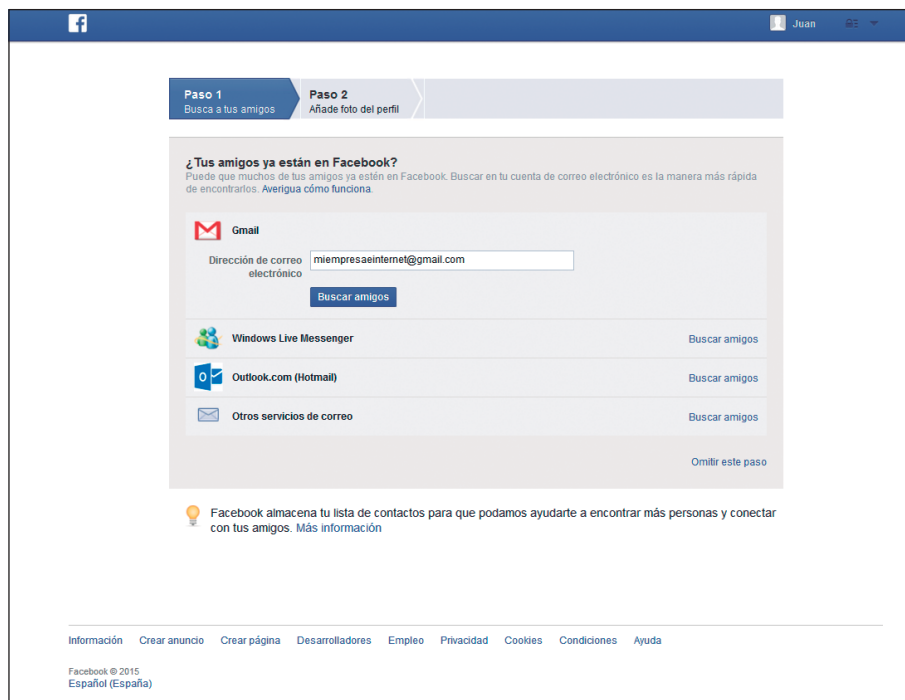 f
Juan
Paso 1
Busca a tus amigos
Paso 2
Añade foto del perfil
¿Tus amigos ya están en Facebook?
Puede que muchos de tus amigos ya estén en Facebook. Buscar en tu cuenta de correo electrónico es la manera más rápida
de encontrarlos. Averigua cómo funciona.
Gmail
Dirección de correo
electrónico
miempresaeinternet@gmail.com
Buscar amigos
Windows Live Messenger
Buscar amigos
Outlook.com (Hotmail)
Buscar amigos
Otros servicios de correo
Buscar amigos
Omitir este paso
Facebook almacena tu lista de contactos para que podamos ayudarte a encontrar más personas y conectar
con tus amigos. Más información
Información Crear anuncio Crear página Desarrolladores Empleo Privacidad Cookies Condiciones Ayuda
Facebook © 2015
Español (España)